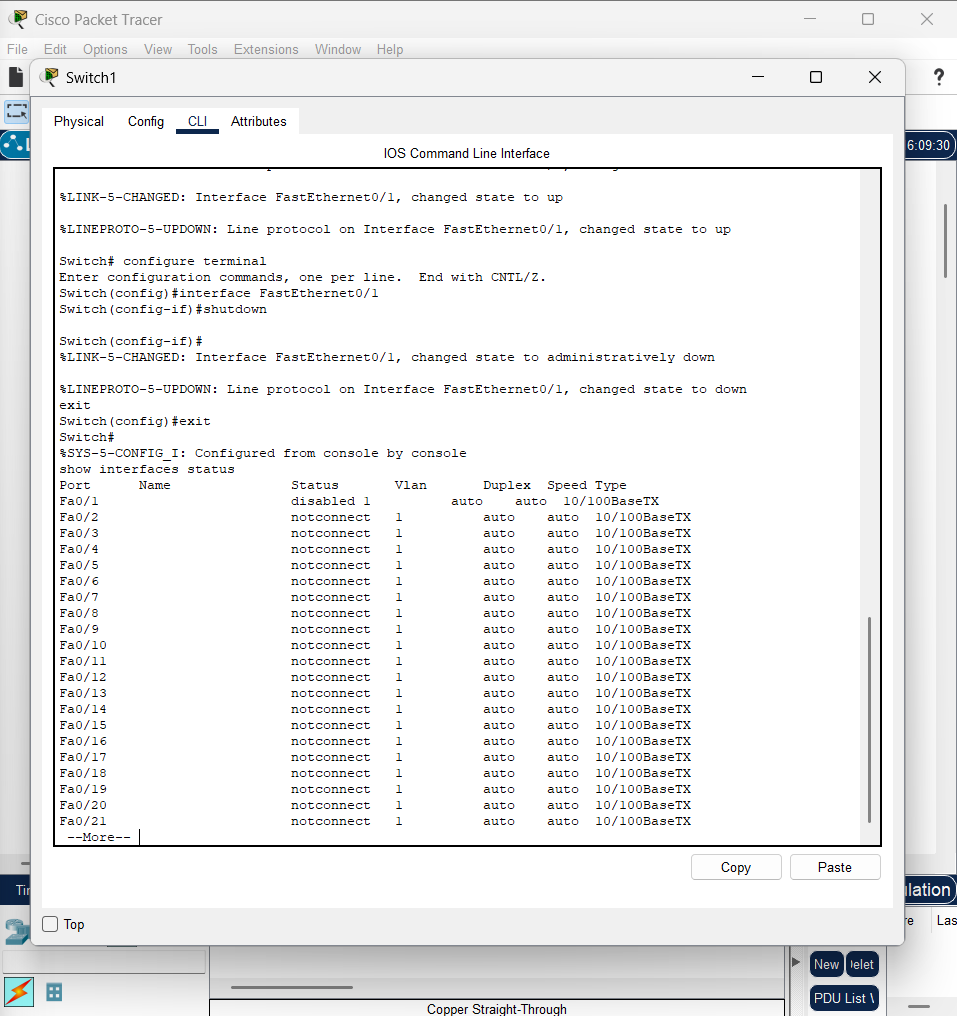 Cisco Packet Tracer
File Edit Options View Tools Extensions Window Help
Switch1
?
Physical Config CLI Attributes
6:09:30
IOS Command Line Interface
%LINK-5-CHANGED: Interface FastEthernet0/1, changed state to up
%LINEPROTO-5-UPDOWN: Line protocol on Interface FastEthernet0/1, changed state to up
Switch# configure terminal
Enter configuration commands, one per line.  End with CNTL/Z.
Switch(config)#interface FastEthernet0/1
Switch(config-if)#shutdown
Switch(config-if)#
%LINK-5-CHANGED: Interface FastEthernet0/1, changed state to administratively down
%LINEPROTO-5-UPDOWN: Line protocol on Interface FastEthernet0/1, changed state to down
exit
Switch(config)#exit
Switch#
%SYS-5-CONFIG_I: Configured from console by console
show interfaces status
Port Name Status Vlan Duplex Speed Type
Fa0/1 disabled 1 auto auto 10/100BaseTX
Fa0/2 notconnect 1 auto auto 10/100BaseTX
Fa0/3 notconnect 1 auto auto 10/100BaseTX
Fa0/4 notconnect 1 auto auto 10/100BaseTX
Fa0/5 notconnect 1 auto auto 10/100BaseTX
Fa0/6 notconnect 1 auto auto 10/100BaseTX
Fa0/7 notconnect 1 auto auto 10/100BaseTX
Fa0/8 notconnect 1 auto auto 10/100BaseTX
Fa0/9 notconnect 1 auto auto 10/100BaseTX
Fa0/10 notconnect 1 auto auto 10/100BaseTX
Fa0/11 notconnect 1 auto auto 10/100BaseTX
Fa0/12 notconnect 1 auto auto 10/100BaseTX
Fa0/13 notconnect 1 auto auto 10/100BaseTX
Fa0/14 notconnect 1 auto auto 10/100BaseTX
Fa0/15 notconnect 1 auto auto 10/100BaseTX
Fa0/16 notconnect 1 auto auto 10/100BaseTX
Fa0/17 notconnect 1 auto auto 10/100BaseTX
Fa0/18 notconnect 1 auto auto 10/100BaseTX
Fa0/19 notconnect 1 auto auto 10/100BaseTX
Fa0/20 notconnect 1 auto auto 10/100BaseTX
Fa0/21 notconnect 1 auto auto 10/100BaseTX
--More--
Copy Paste
Tir
ulation
Top
re Las
New elet
PDU List
Copper Straight-Through